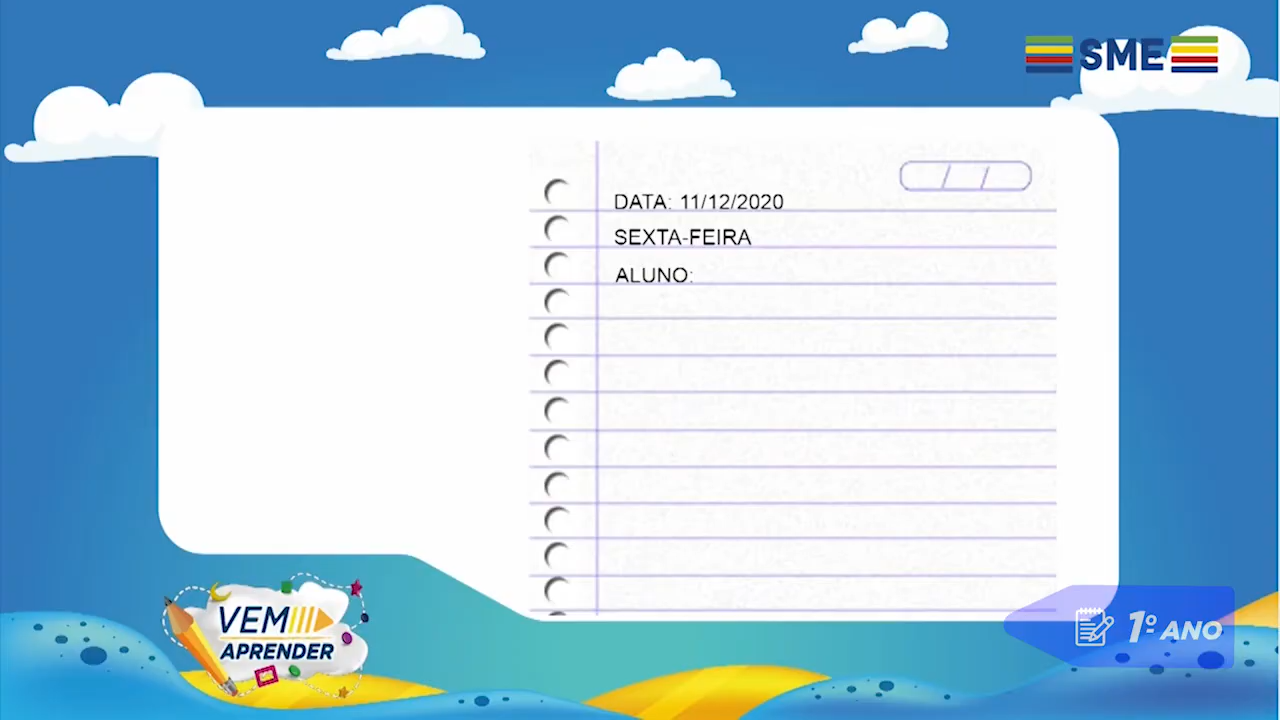 SME
DATA: 11/12/2020
SEXTA-FEIRA
ALUNO:
VEM
APRENDER
1º ANO